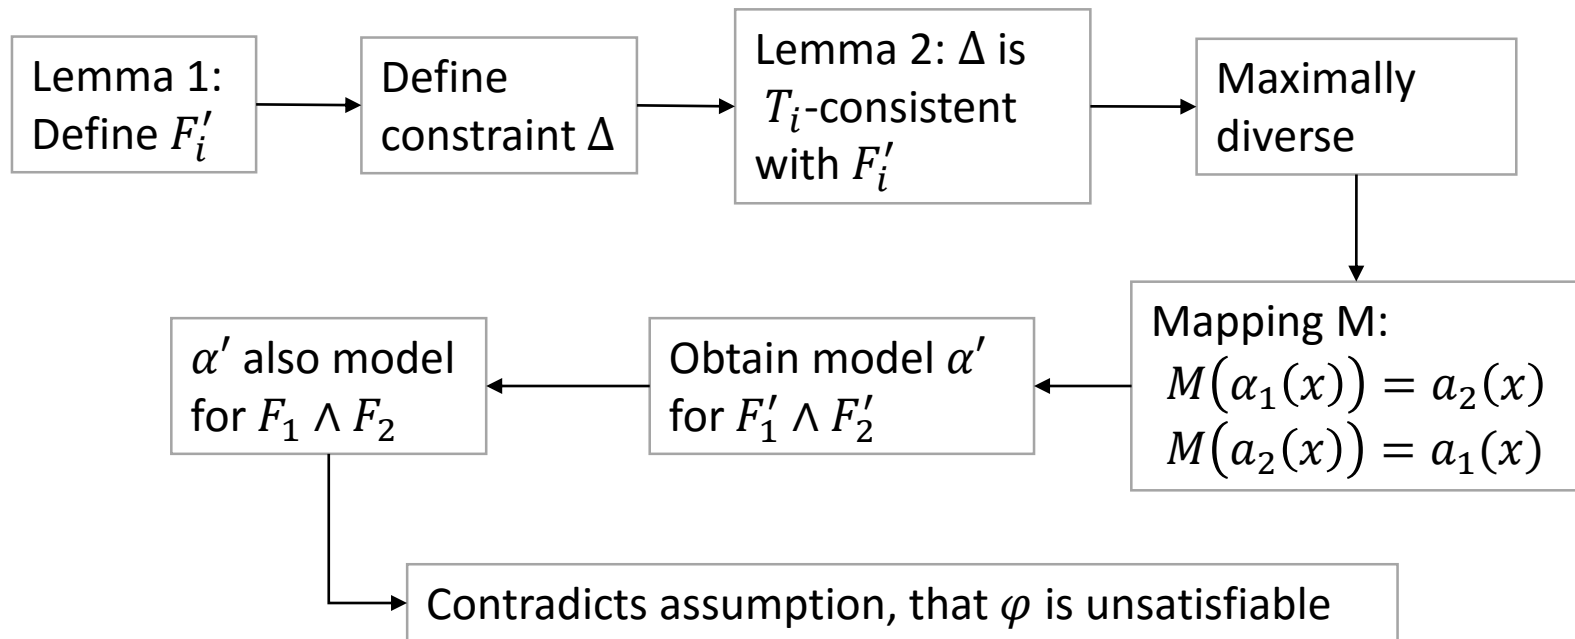 Lemma 1:
Define F′ᵢ
Define
constraint Δ
Lemma 2: Δ is
Tᵢ-consistent
with F′ᵢ
Maximally
diverse
Mapping M:
M(α₁(x)) = a₂(x)
M(a₂(x)) = a₁(x)
Obtain model α′
for F′₁ ∧ F′₂
α′ also model
for F₁ ∧ F₂
Contradicts assumption, that φ is unsatisfiable